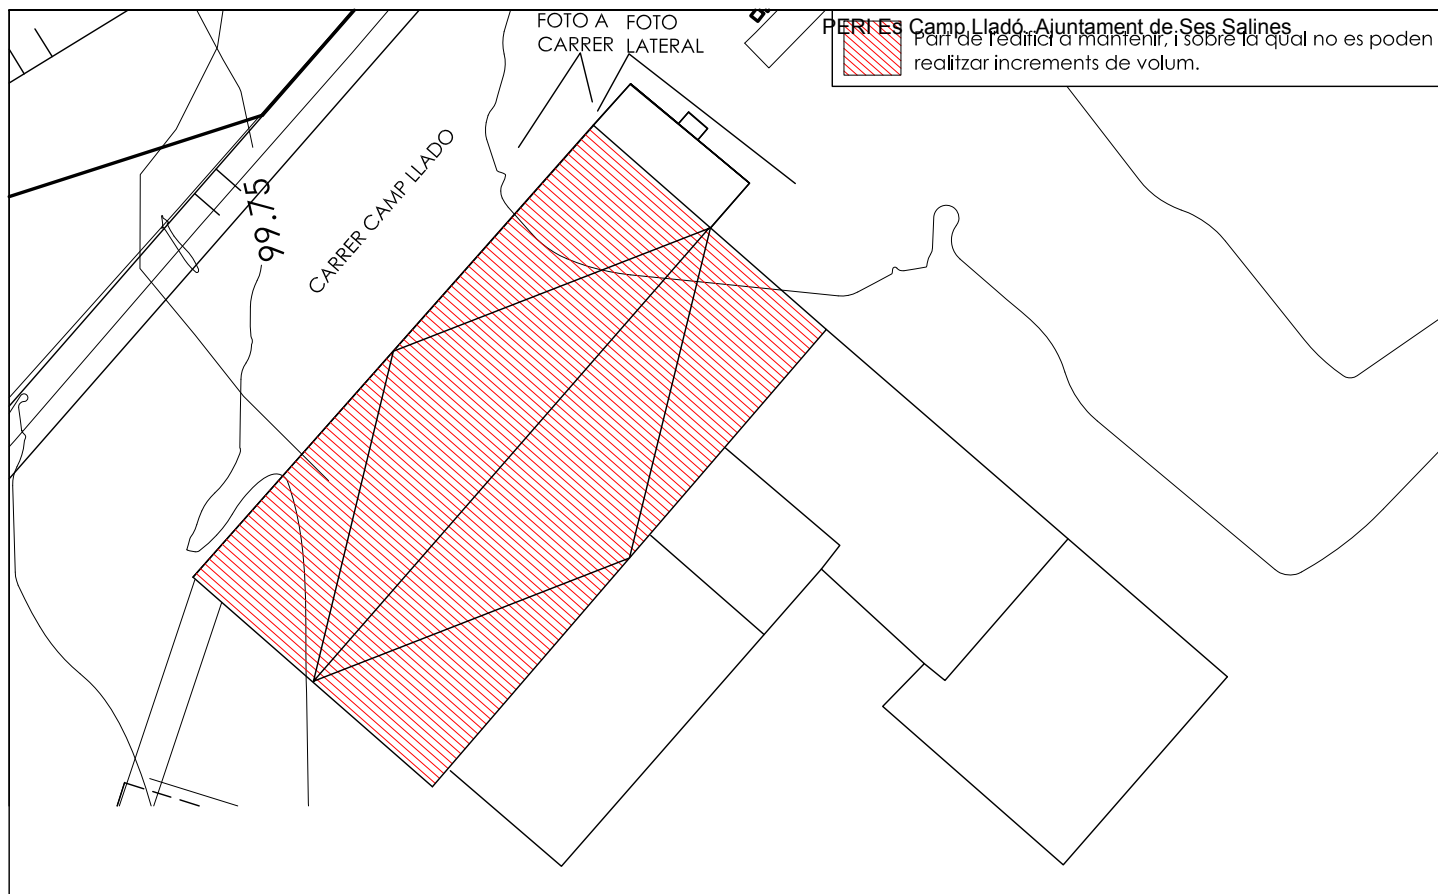 FOTO A
CARRER
FOTO
LATERAL
PERI Es Camp Lladó. Ajuntament de Ses Salines
Part de l'edifici a mantenir, i sobre la qual no es poden
realitzar increments de volum.
CARRER CAMP LLADO
99.75